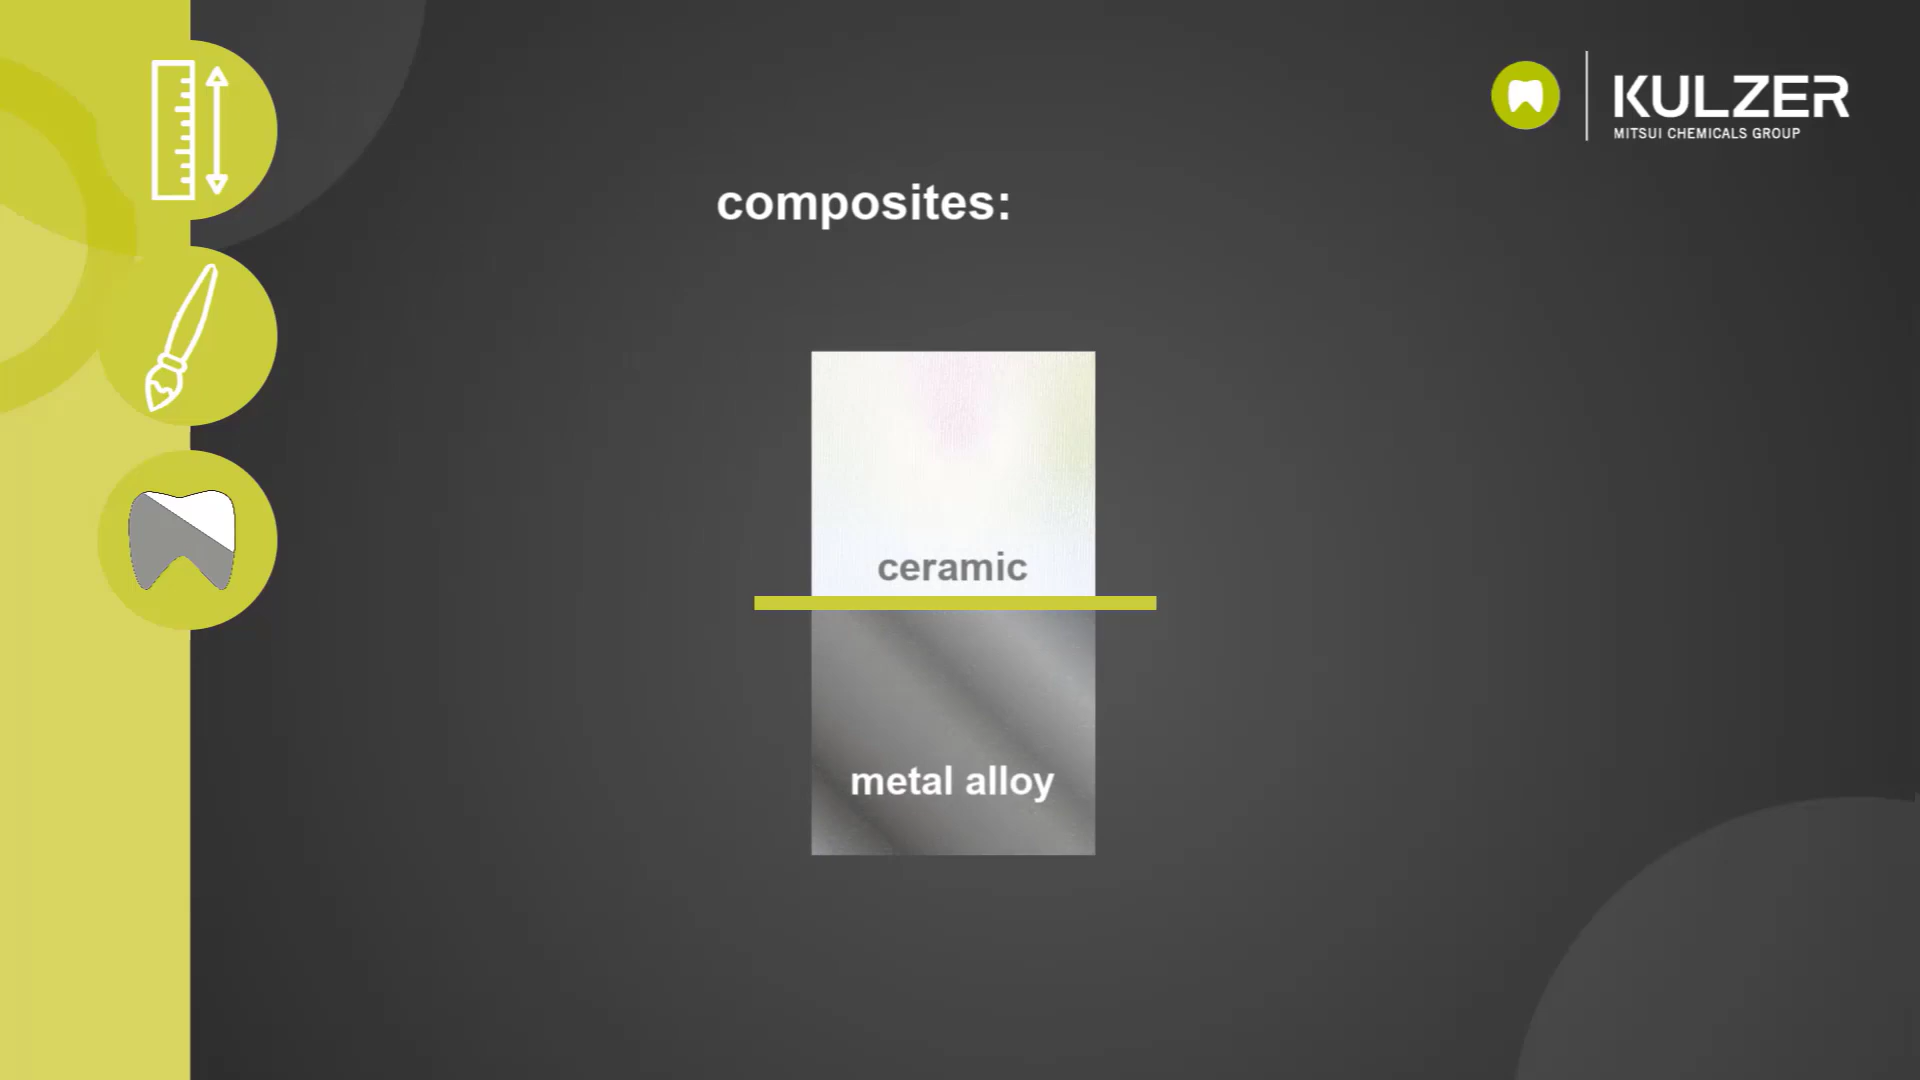 KULZER
MITSUI CHEMICALS GROUP
composites:
ceramic
metal alloy